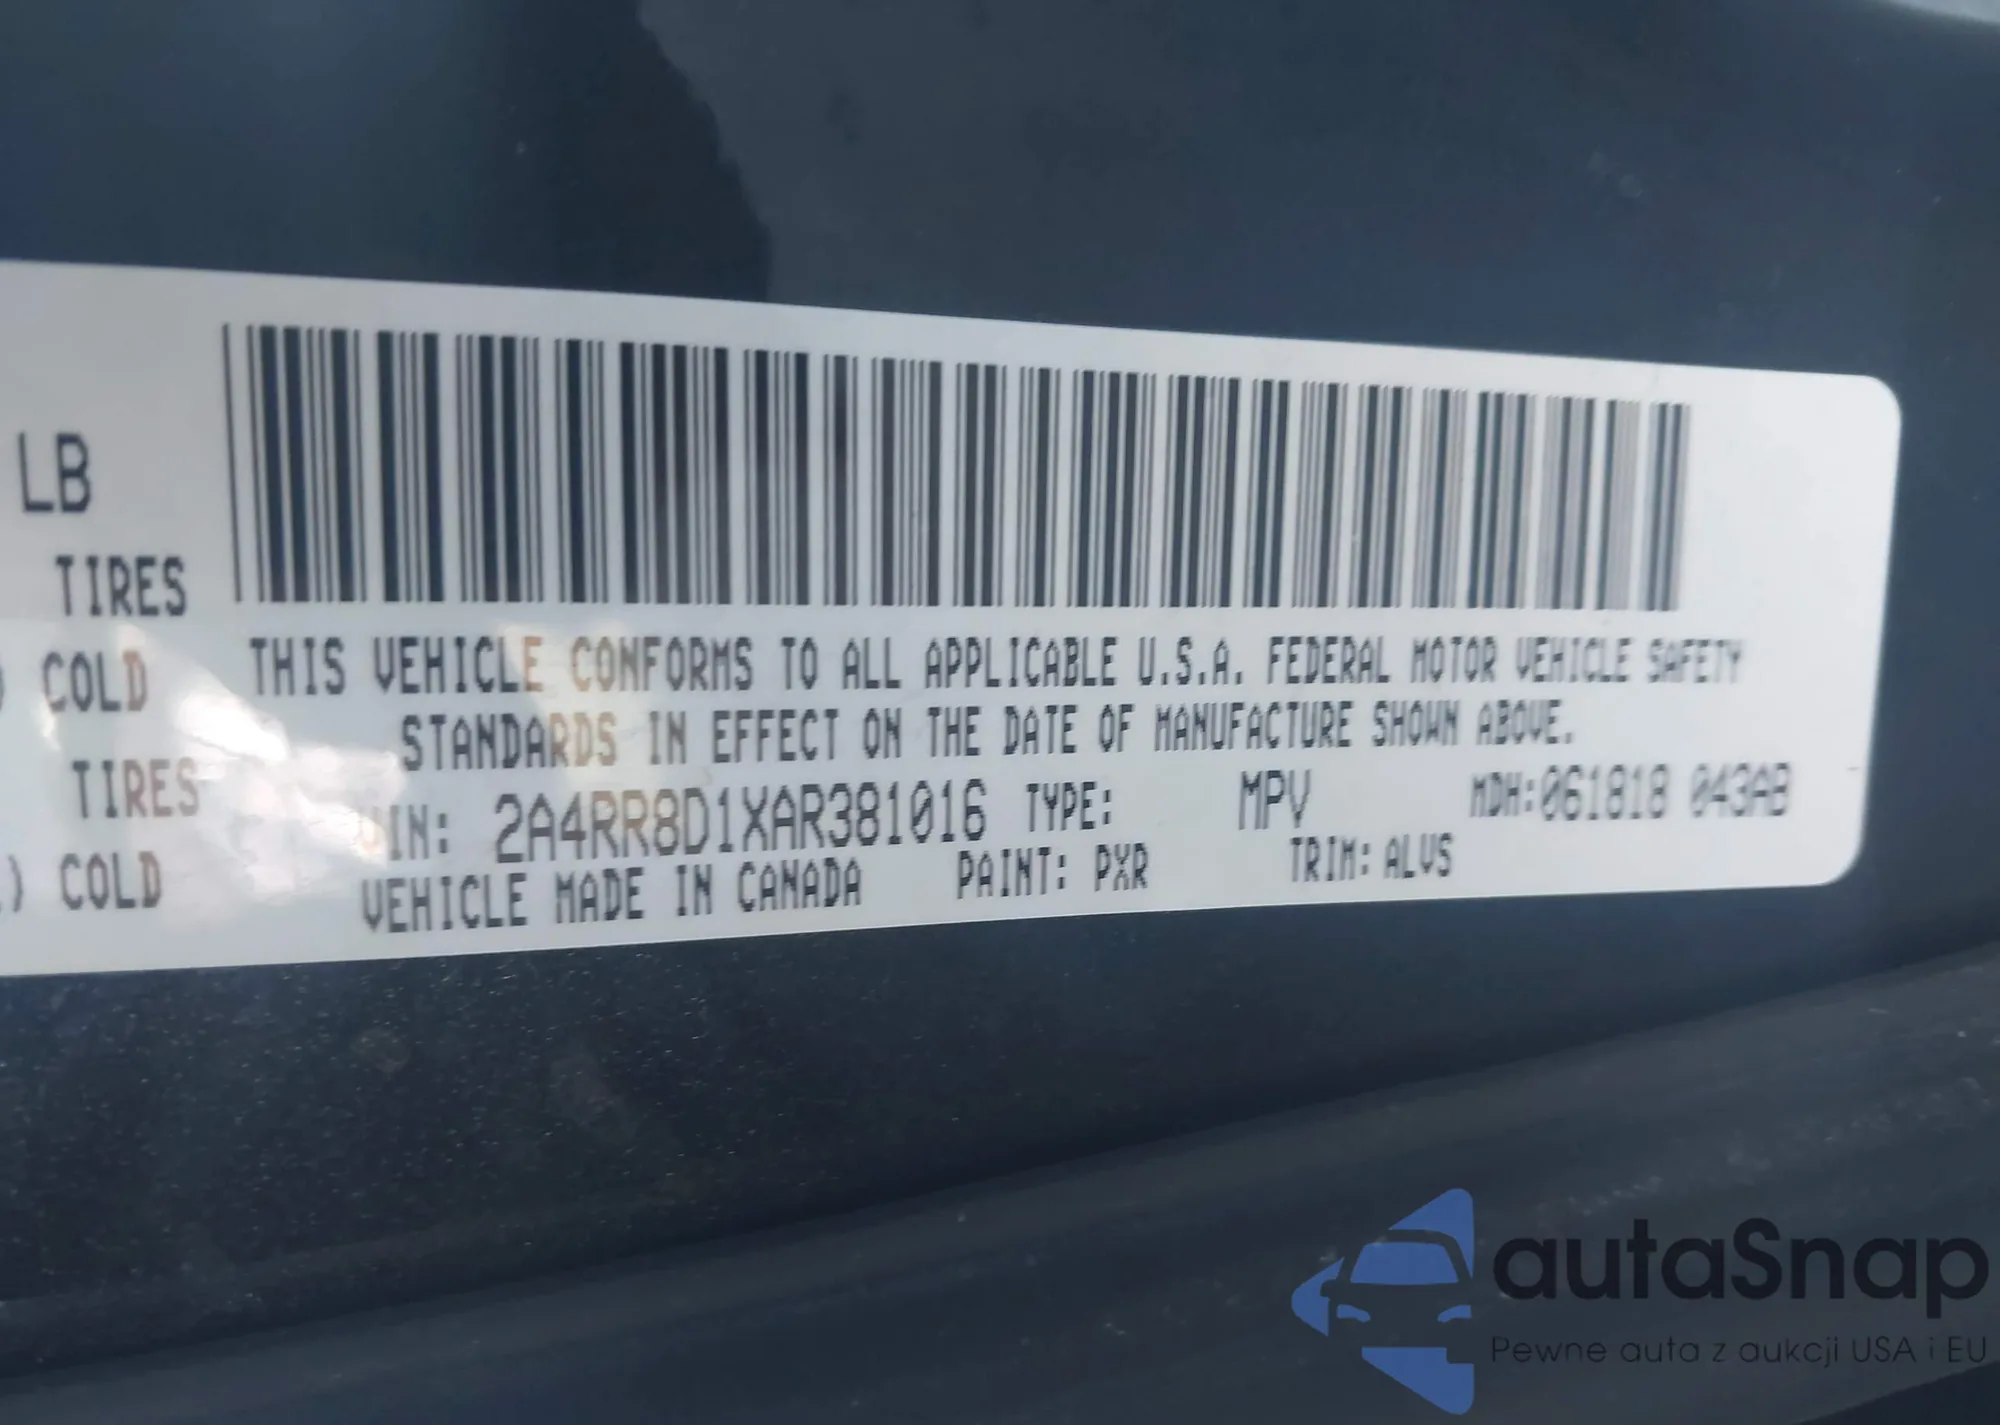 LB
TIRES
COLD
TIRES
) COLD
THIS VEHICLE CONFORMS TO ALL APPLICABLE U.S.A. FEDERAL MOTOR VEHICLE SAFETY
STANDARDS IN EFFECT ON THE DATE OF MANUFACTURE SHOWN ABOVE.
VIN: 2A4RR8D1XAR381016 TYPE: MPV MDH:061818 043AB
VEHICLE MADE IN CANADA PAINT: PXR TRIM: ALVS
autaSnap
Pewne auta z aukcji USA i EU